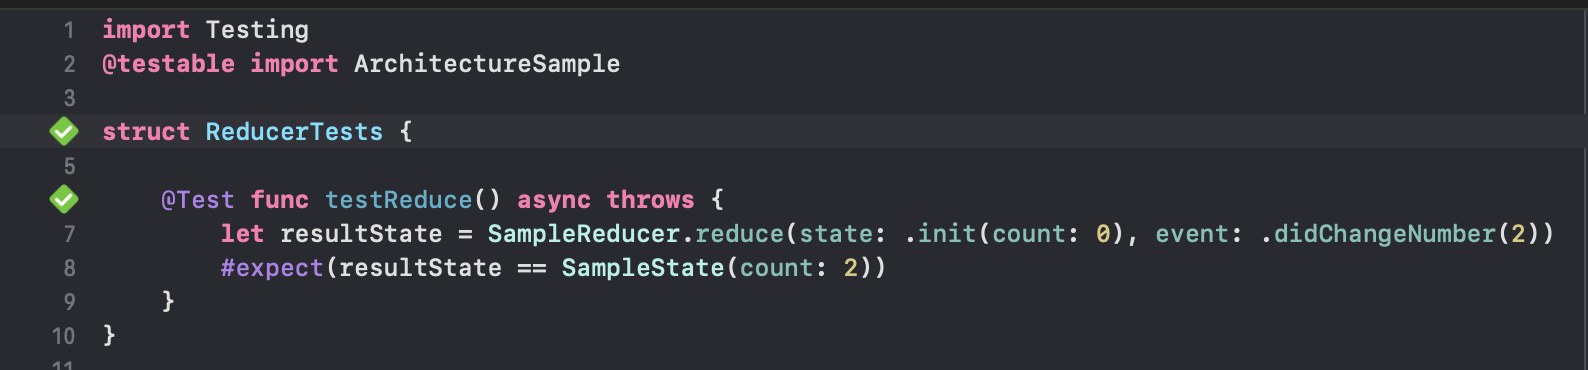 1 import Testing
2 @testable import ArchitectureSample
3
struct ReducerTests {
5
@Test func testReduce() async throws {
7 let resultState = SampleReducer.reduce(state: .init(count: 0), event: .didChangeNumber(2))
8 #expect(resultState == SampleState(count: 2))
9 }
10 }
11